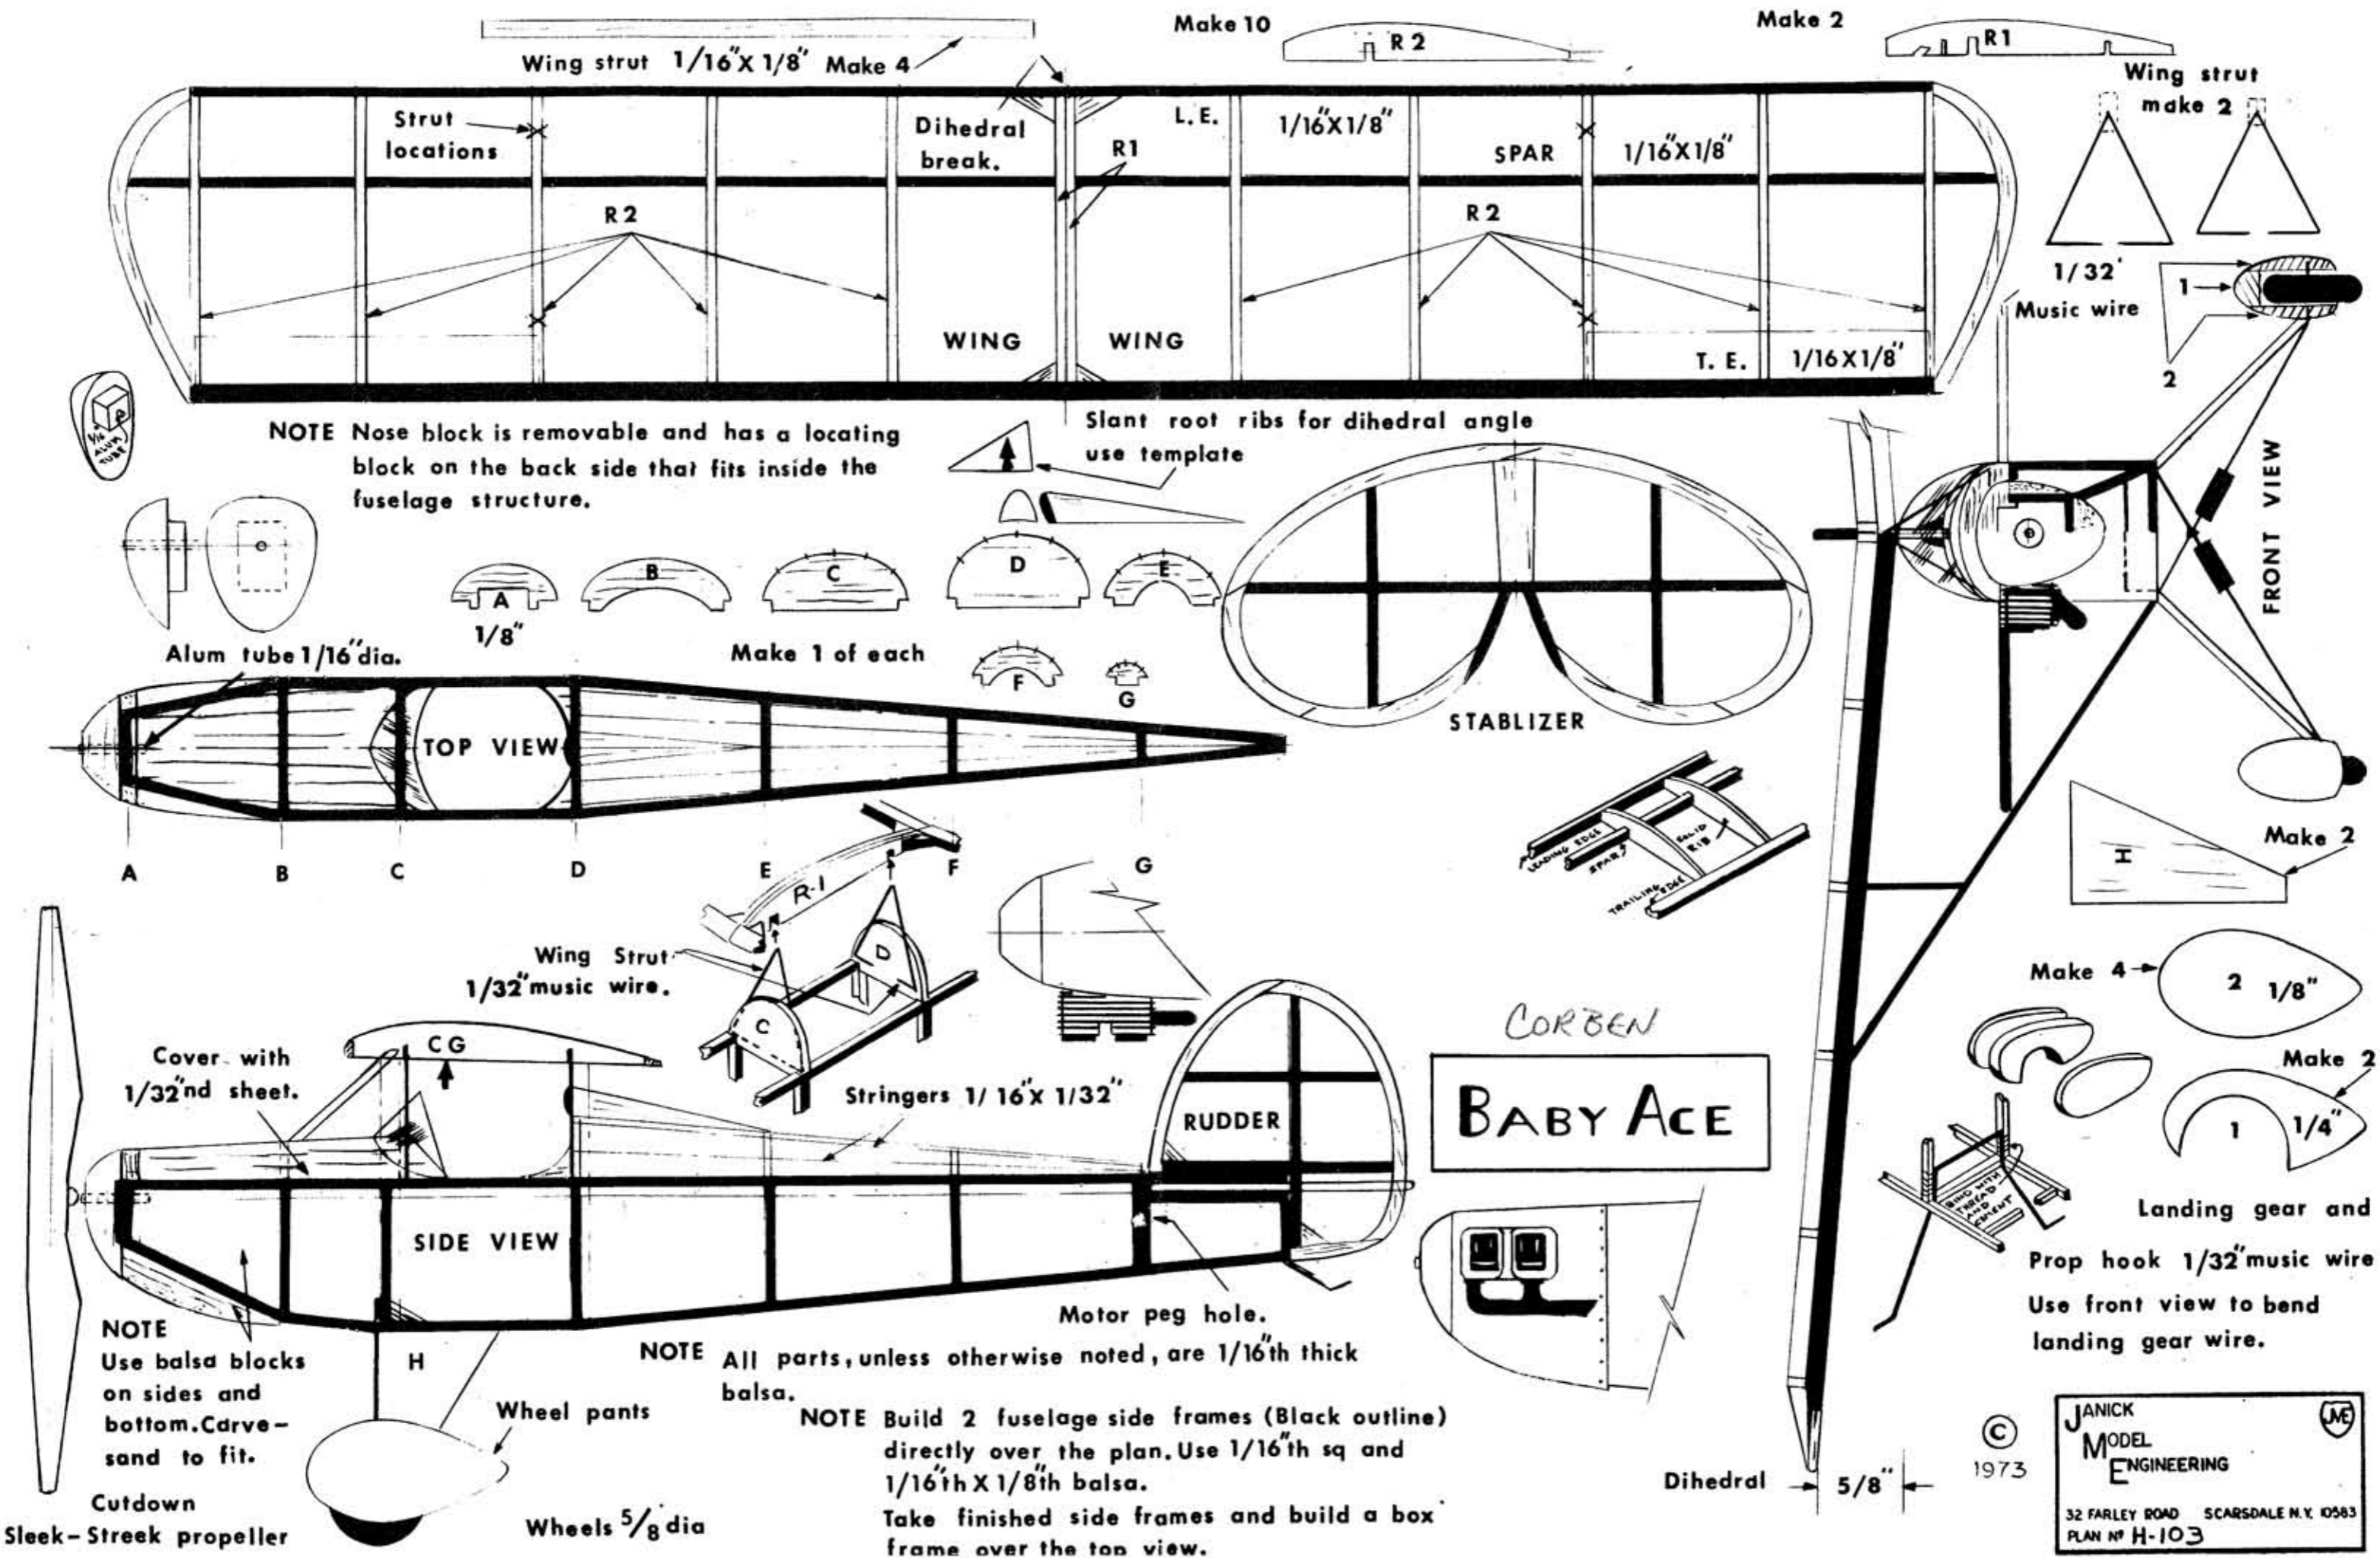 Make 10
R 2
Make 2
R1
Wing strut 1/16"X 1/8" Make 4
Wing strut
make 2
Strut
locations
Dihedral
break.
R1
L.E.
1/16"X1/8"
SPAR
1/16"X1/8"
R 2
R 2
1/32'
Music wire
1
2
WING
WING
T. E.
1/16X1/8"
1/16
ALUM
TUBE
NOTE Nose block is removable and has a locating
block on the back side that fits inside the
fuselage structure.
Slant root ribs for dihedral angle
use template
FRONT VIEW
A
B
C
D
E
1/8"
Make 1 of each
F
G
Alum tube 1/16"dia.
TOP VIEW
STABLIZER
A
B
C
D
E
F
G
R-1
LEADING EDGE
SPAR
SOLID
RIB
TRAILING
EDGE
Make 2
H
Wing Strut
1/32"music wire.
D
C
Make 4
2 1/8"
CORBEN
BABY ACE
Make 2
1 1/4"
Cover with
1/32"nd sheet.
CG
Stringers 1/16"x 1/32"
RUDDER
BIND WITH
THREAD
AND
CEMENT
SIDE VIEW
Landing gear and
Prop hook 1/32"music wire
Use front view to bend
landing gear wire.
Motor peg hole.
NOTE
Use balsa blocks
on sides and
bottom.Carve-
sand to fit.
H
NOTE All parts, unless otherwise noted, are 1/16"th thick
balsa.
Wheel pants
NOTE Build 2 fuselage side frames (Black outline)
directly over the plan. Use 1/16"th sq and
1/16"th X 1/8"th balsa.
Take finished side frames and build a box
frame over the top view.
Cutdown
Sleek-Streek propeller
Wheels 5/8"dia
Dihedral
5/8"
©
1973
JANICK
MODEL
ENGINEERING
JME
32 FARLEY ROAD SCARSDALE N.Y. 10583
PLAN Nº H-103